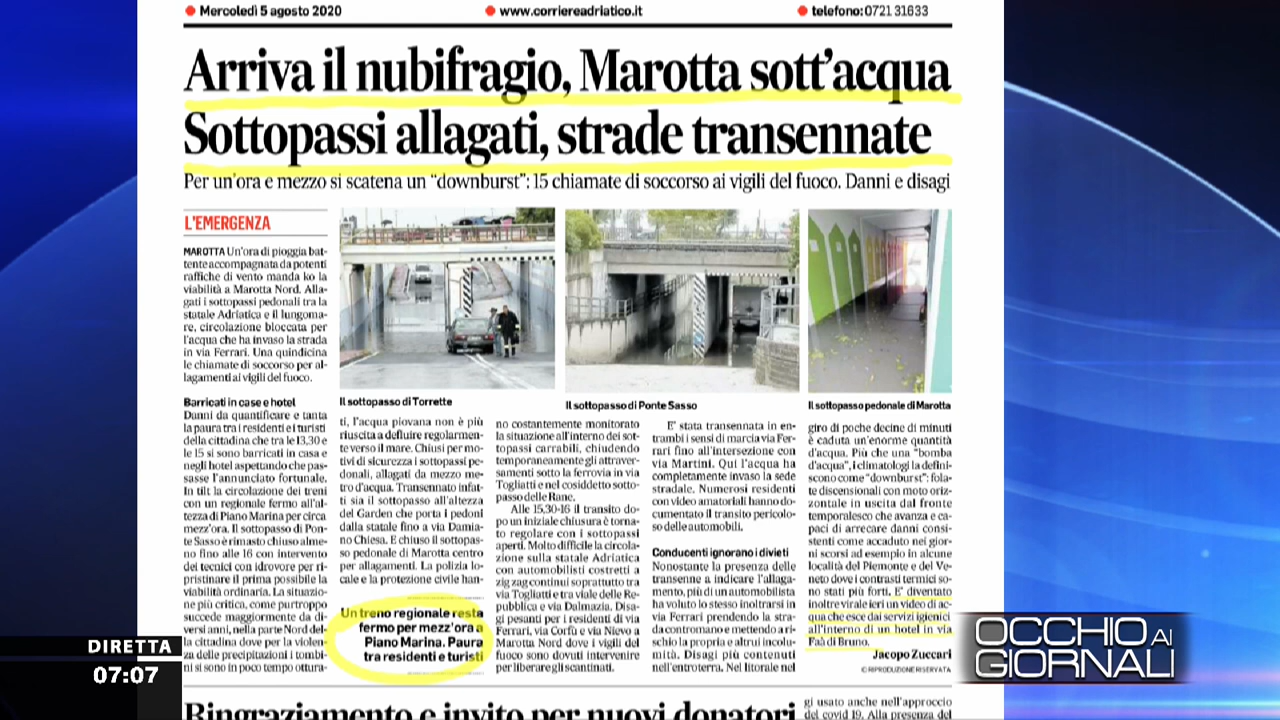 Mercoledì 5 agosto 2020
www.corriereadriatico.it
telefono: 0721 31633
Arriva il nubifragio, Marotta sott'acqua
Sottopassi allagati, strade transennate
Per un'ora e mezzo si scatena un “downburst”: 15 chiamate di soccorso ai vigili del fuoco. Danni e disagi
L'EMERGENZA
MAROTTA Un'ora di pioggia bat-
tente accompagnata da potenti
raffiche di vento manda ko la
viabilità a Marotta Nord. Alla-
gati i sottopassi pedonali tra la
statale Adriatica e il lungoma-
re, circolazione bloccata per
l'acqua che ha invaso la strada
in via Ferrari. Una quindicina
le chiamate di soccorso per al-
lagamenti ai vigili del fuoco.
Barricati in case e hotel
Danni da quantificare e tanta
la paura tra i residenti e i turisti
della cittadina che tra le 13,30 e
le 15 si sono barricati in casa e
negli hotel aspettando che pas-
sasse l'annunciato fortunale.
In tilt la circolazione dei treni
con un regionale fermo all'al-
tezza di Piano Marina per circa
mezz'ora. Il sottopasso di Pon-
te Sasso è rimasto chiuso alme-
no fino alle 16 con intervento
dei tecnici con idrovore per ri-
pristinare il prima possibile la
viabilità ordinaria. La situazio-
ne più critica, come purtroppo
succede maggiormente da di-
versi anni, nella parte Nord del-
la cittadina dove per la violen-
za delle precipitazioni i tombi-
ni si sono in poco tempo ottura-
Il sottopasso di Torrette
ti, l'acqua piovana non è più
riuscita a defluire regolarmen-
te verso il mare. Chiusi per mo-
tivi di sicurezza i sottopassi pe-
donali, allagati da mezzo me-
tro d'acqua. Transennato infat-
ti sia il sottopasso all'altezza
del Garden che porta i pedoni
dalla statale fino a via Damia-
no Chiesa. E chiuso il sottopas-
so pedonale di Marotta centro
per allagamenti. La polizia lo-
cale e la protezione civile han-
Un treno regionale resta
fermo per mezz'ora a
Piano Marina. Paura
tra residenti e turisti
Il sottopasso di Ponte Sasso
no costantemente monitorato
la situazione all'interno dei sot-
topassi carrabili, chiudendo
temporaneamente gli attraver-
samenti sotto la ferrovia in via
Togliatti e nel cosiddetto sotto-
passo delle Rane.
Alle 15,30-16 il transito do-
po un iniziale chiusura è torna-
to regolare con i sottopassi
aperti. Molto difficile la circola-
zione sulla statale Adriatica
con automobilisti costretti a
zig zag continui soprattutto tra
via Togliatti e tra viale delle Re-
pubblica e via Dalmazia. Disa-
gi pesanti per i residenti di via
Ferrari, via Corfù e via Nievo a
Marotta Nord dove i vigili del
fuoco sono dovuti intervenire
per liberare gli scantinati.
E' stata transennata in en-
trambi i sensi di marcia via Fer-
rari fino all'intersezione con
via Martini. Qui l'acqua ha
completamente invaso la sede
stradale. Numerosi residenti
con video amatoriali hanno do-
cumentato il transito pericolo-
so delle automobili.
Conducenti ignorano i divieti
Nonostante la presenza delle
transenne a indicare l'allaga-
mento, più di un automobilista
ha voluto lo stesso inoltrarsi in
via Ferrari prendendo la stra-
da contromano e mettendo a ri-
schio la propria e altrui incolu-
mità. Disagi più contenuti
nell'entroterra. Nel litorale nel
Il sottopasso pedonale di Marotta
giro di poche decine di minuti
è caduta un'enorme quantità
d'acqua. Più che una "bomba
d'acqua", i climatologi la defini-
scono come "downburst": fola-
te discensionali con moto oriz-
zontale in uscita dal fronte
temporalesco che avanza e ca-
paci di arrecare danni consi-
stenti come accaduto nei gior-
ni scorsi ad esempio in alcune
località del Piemonte e del Ve-
neto dove i contrasti termici so-
no stati più forti. E' diventato
inoltre virale ieri un video di ac-
qua che esce dai servizi igienici
all'interno di un hotel in via
Faà di Bruno.
Jacopo Zuccari
© RIPRODUZIONE RISERVATA
Ringraziamento e invito per nuovi donatori
gi usato anche nell'approccio
del covid 19. Alla presenza del
DIRETTA
07:07
OCCHIO AI
GIORNALI